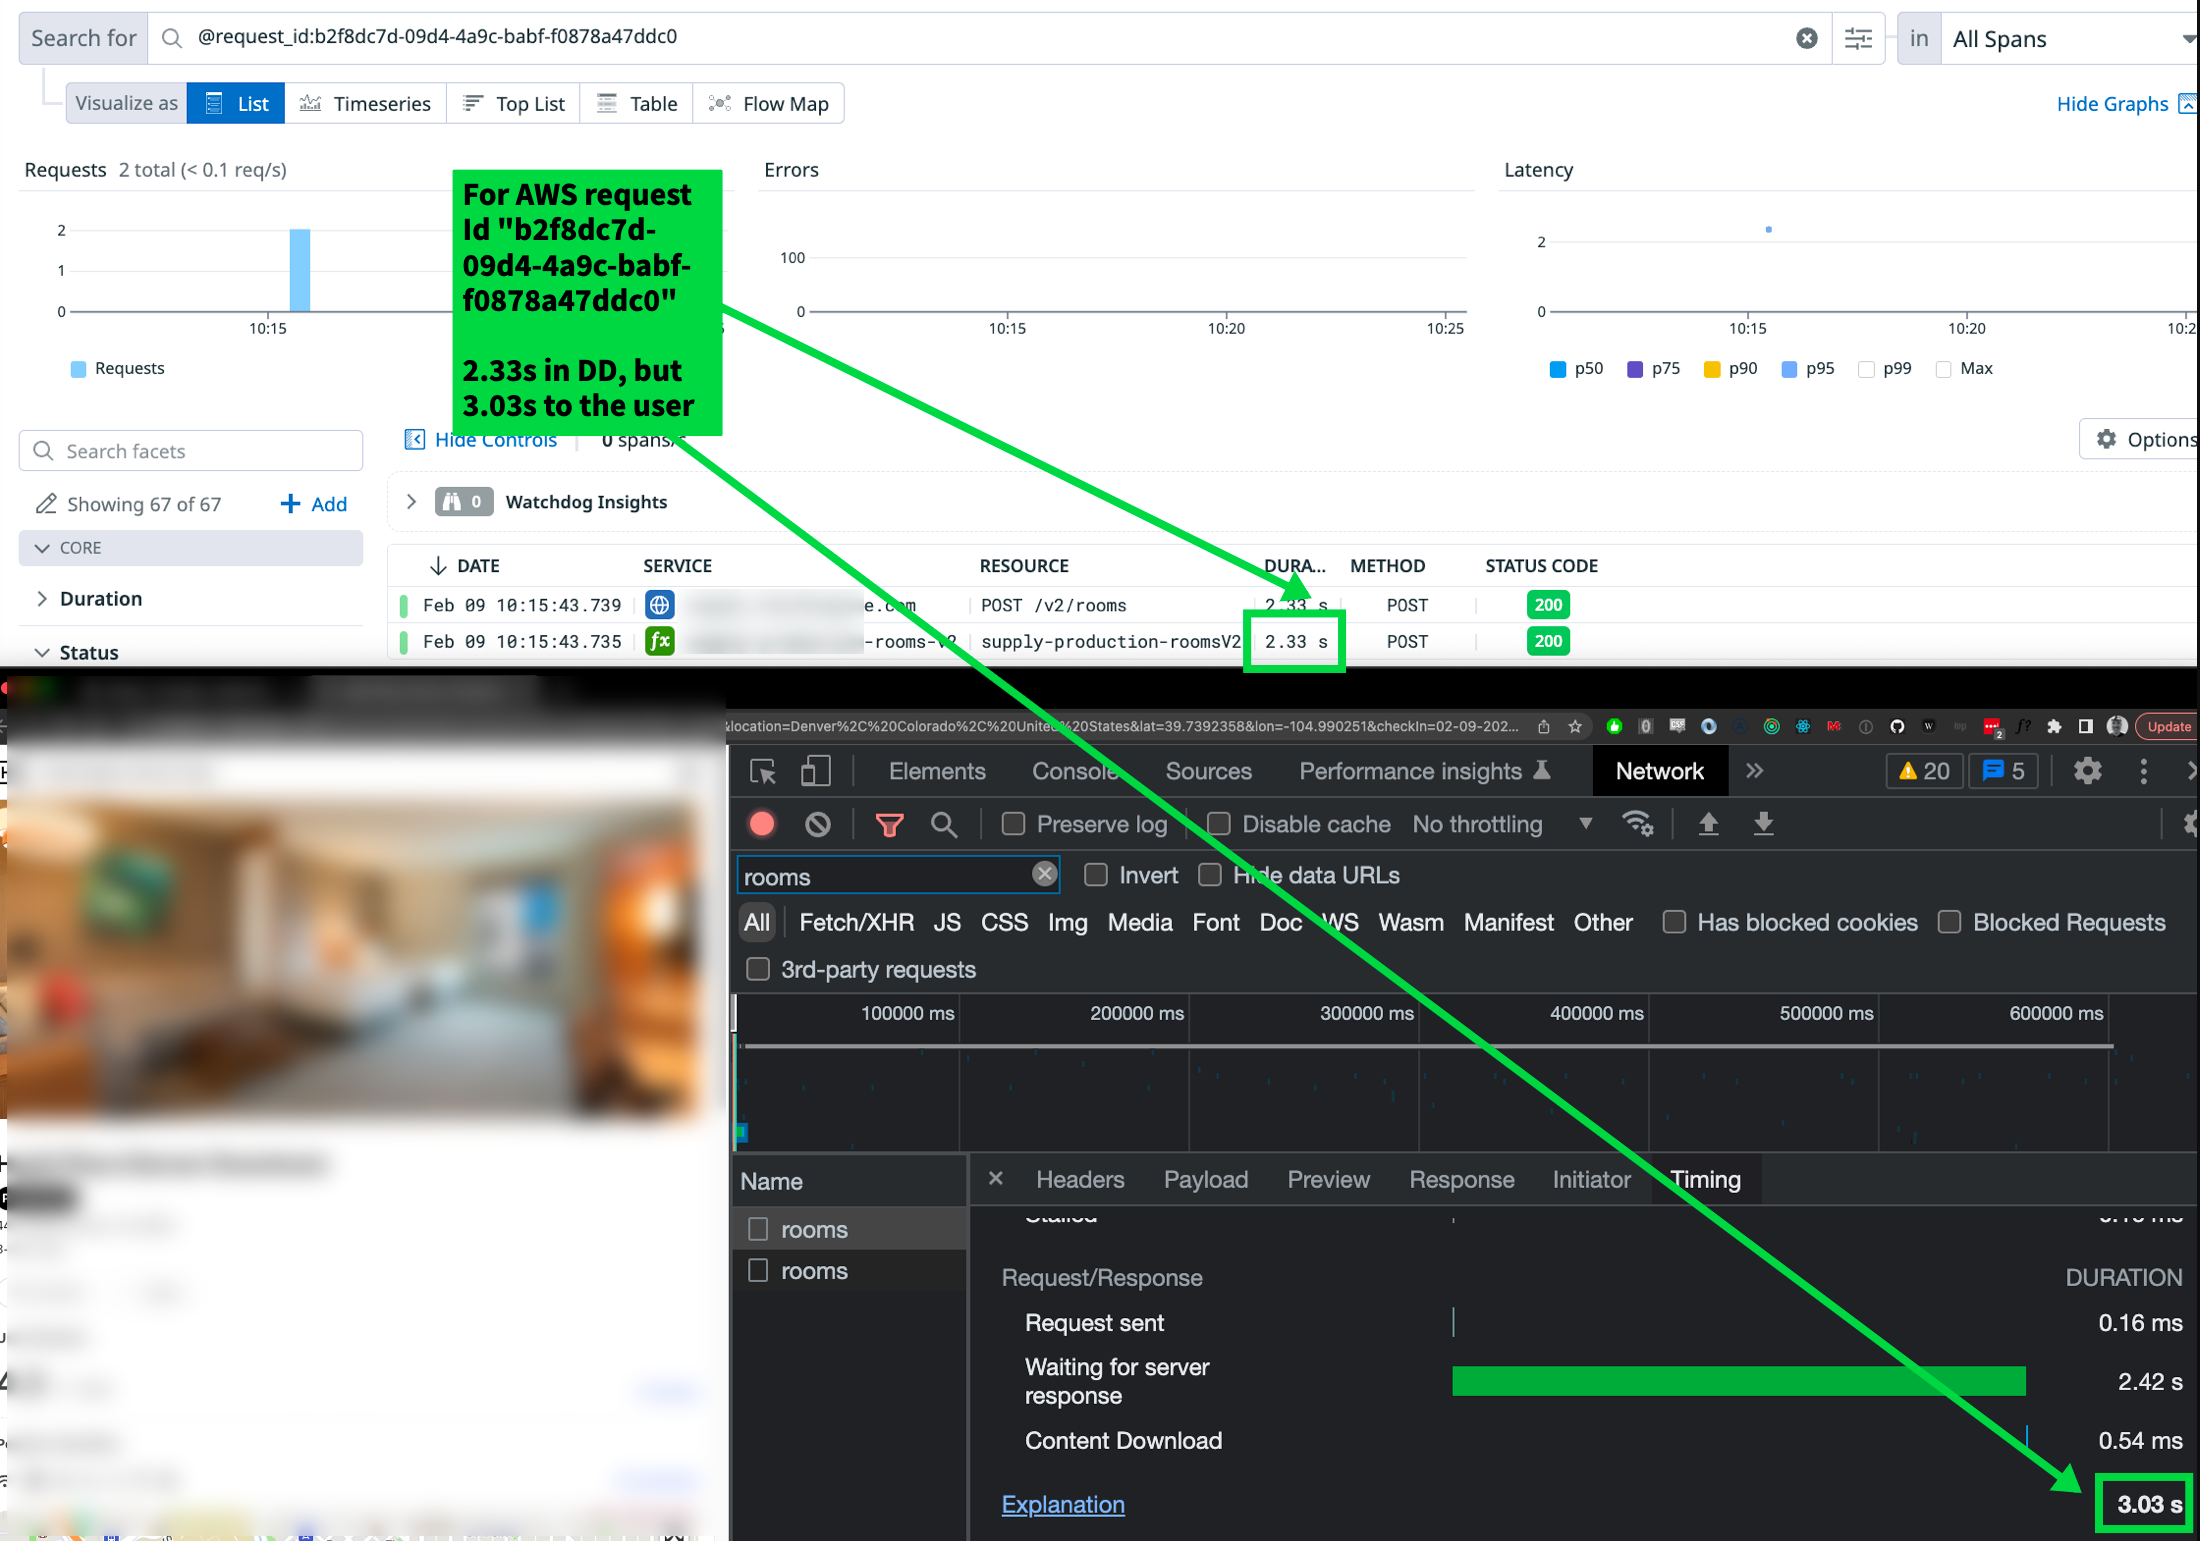 Search for
@request_id:b2f8dc7d-09d4-4a9c-babf-f0878a47ddc0
in
All Spans
Visualize as
List
Timeseries
Top List
Table
Flow Map
Hide Graphs
Requests 2 total (< 0.1 req/s)
2
1
0
10:15
Requests
For AWS request
Id "b2f8dc7d-
09d4-4a9c-babf-
f0878a47ddc0"
2.33s in DD, but
3.03s to the user
Errors
100
0
10:15
10:20
10:25
Latency
2
0
10:15
10:20
10:2
p50
p75
p90
p95
p99
Max
Search facets
Hide Controls
0 spans/
Options
Showing 67 of 67
Add
0
Watchdog Insights
CORE
Duration
Status
DATE
SERVICE
RESOURCE
DURA...
METHOD
STATUS CODE
Feb 09 10:15:43.739
e.com
POST /v2/rooms
2.33 s
POST
200
Feb 09 10:15:43.735
fx
-rooms-v2
supply-production-roomsV2
2.33 s
POST
200
&location=Denver%2C%20Colorado%2C%20United%20States&lat=39.7392358&lon=-104.990251&checkIn=02-09-202...
Update
Elements
Console
Sources
Performance insights
Network
20
5
Preserve log
Disable cache
No throttling
rooms
Invert
Hide data URLs
All
Fetch/XHR
JS
CSS
Img
Media
Font
Doc
WS
Wasm
Manifest
Other
Has blocked cookies
Blocked Requests
3rd-party requests
100000 ms
200000 ms
300000 ms
400000 ms
500000 ms
600000 ms
Name
Headers
Payload
Preview
Response
Initiator
Timing
rooms
rooms
Stalled
Request/Response
DURATION
Request sent
0.16 ms
Waiting for server
response
2.42 s
Content Download
0.54 ms
Explanation
3.03 s